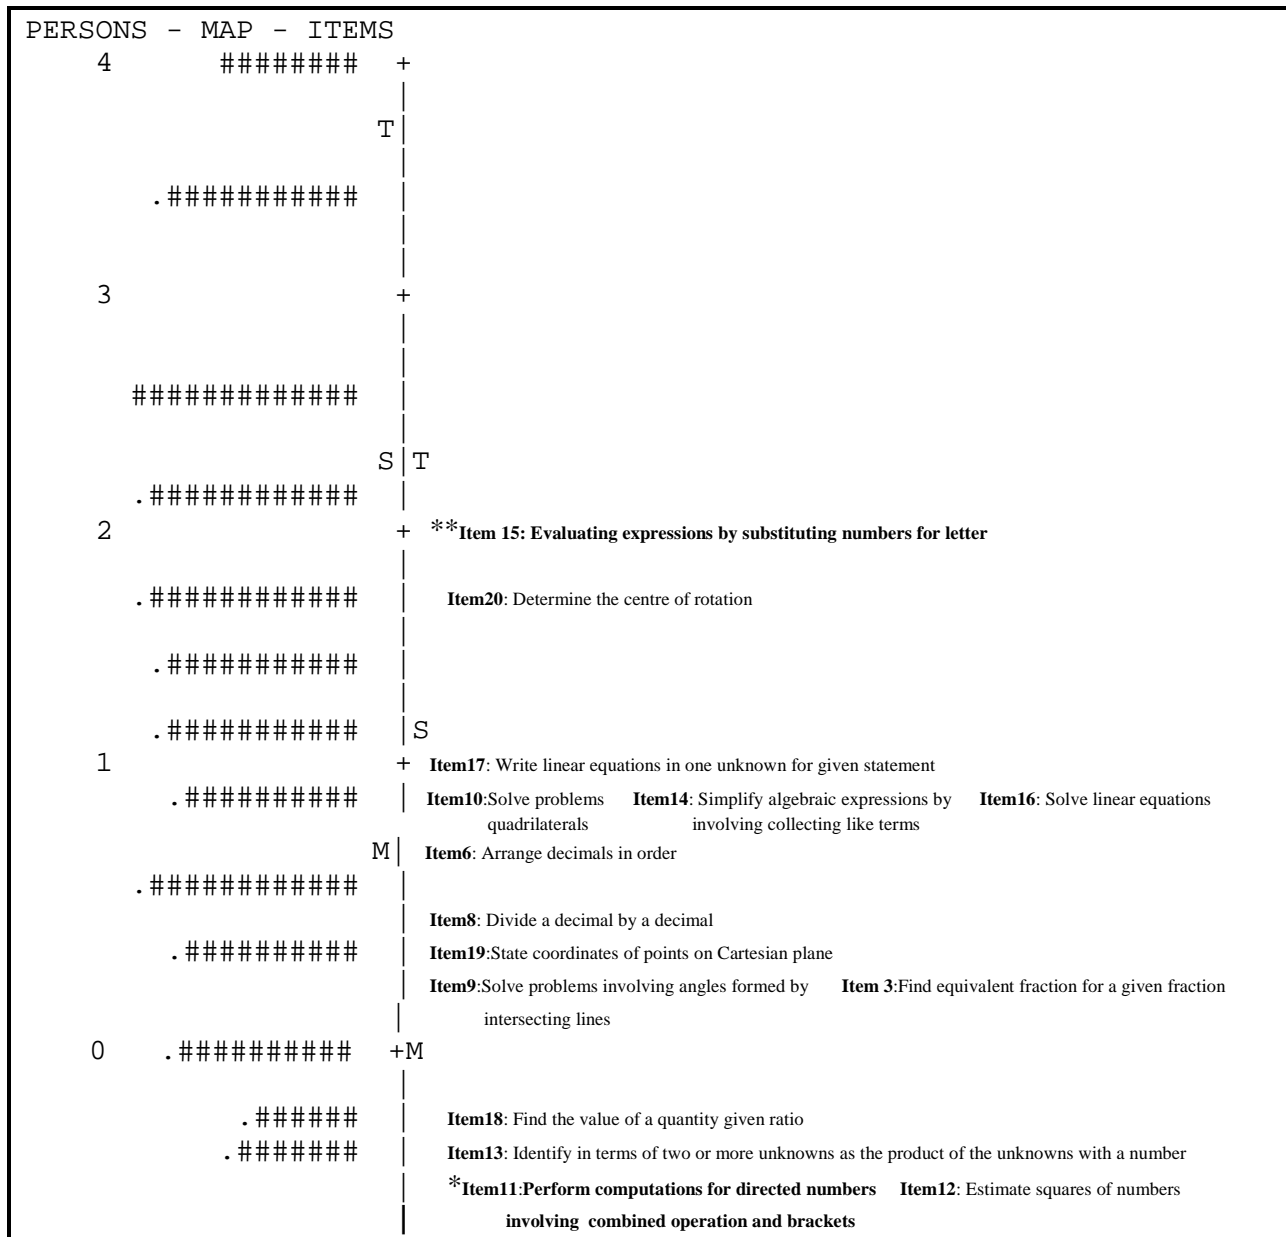 PERSONS - MAP - ITEMS
4 ######## +
|
T|
|
.########### |
|
|
3 +
|
|
############# |
|
S|T
.############ |
2 + **Item 15: Evaluating expressions by substituting numbers for letter
|
.############ | Item20: Determine the centre of rotation
|
.########### |
|
.########### |S
1 + Item17: Write linear equations in one unknown for given statement
.########## | Item10:Solve problems Item14: Simplify algebraic expressions by Item16: Solve linear equations
quadrilaterals involving collecting like terms
M| Item6: Arrange decimals in order
.############ |
| Item8: Divide a decimal by a decimal
.########## | Item19:State coordinates of points on Cartesian plane
| Item9:Solve problems involving angles formed by Item 3:Find equivalent fraction for a given fraction
| intersecting lines
0 .########## +M
|
.###### | Item18: Find the value of a quantity given ratio
.####### | Item13: Identify in terms of two or more unknowns as the product of the unknowns with a number
| *Item11:Perform computations for directed numbers Item12: Estimate squares of numbers
| involving combined operation and brackets